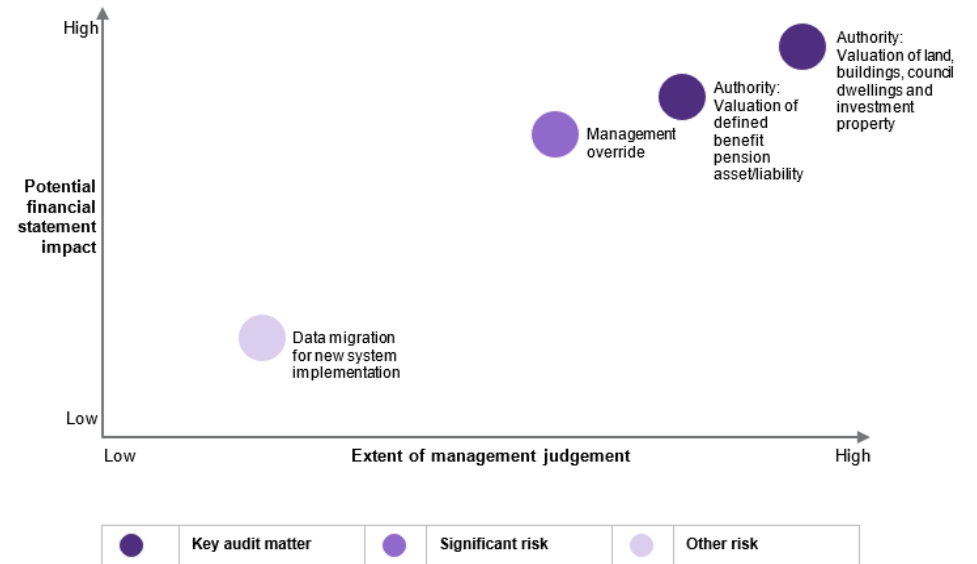 High
Authority:
Valuation of land,
buildings, council
dwellings and
investment
property
Authority:
Valuation of
defined
benefit
pension
asset/liability
Management
override
Potential
financial
statement
impact
Data migration
for new system
implementation
Low
Low
Extent of management judgement
High
Key audit matter
Significant risk
Other risk